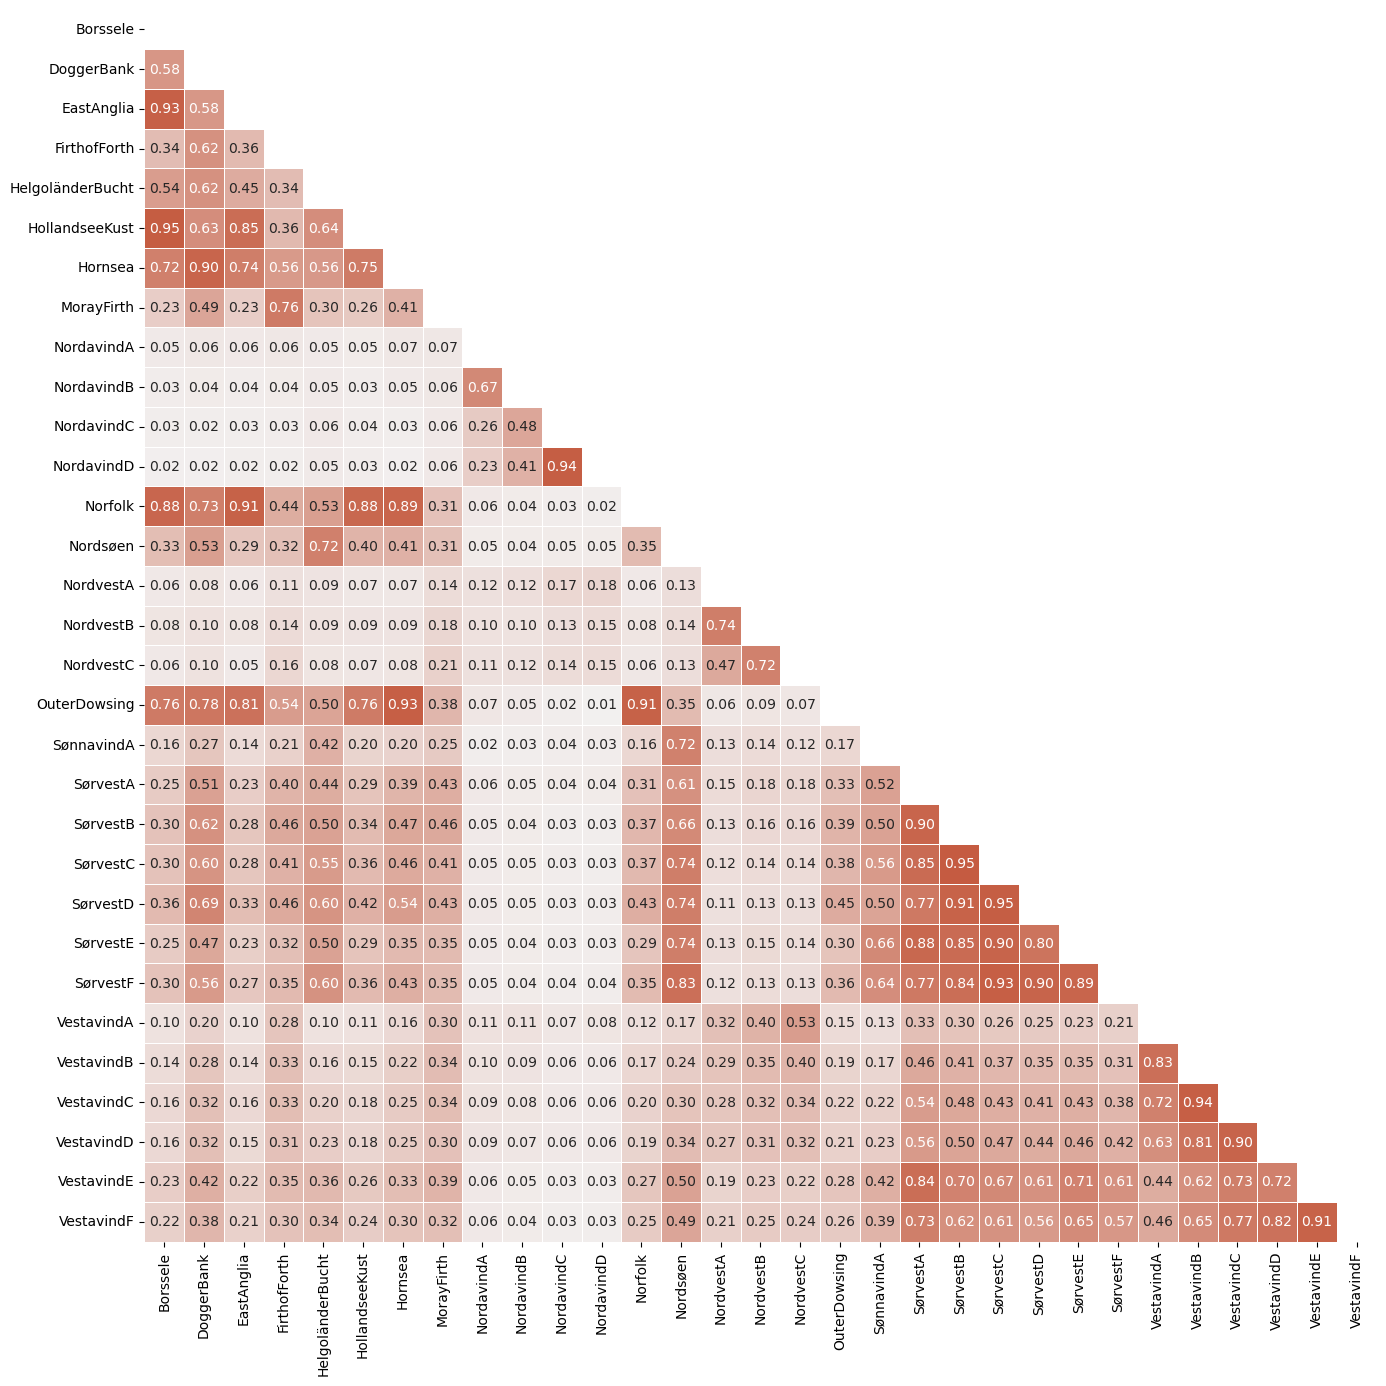 Borssele
DoggerBank 0.58
EastAnglia 0.93 0.58
FirthofForth 0.34 0.62 0.36
HelgoländerBucht 0.54 0.62 0.45 0.34
HollandseeKust 0.95 0.63 0.85 0.36 0.64
Hornsea 0.72 0.90 0.74 0.56 0.56 0.75
MorayFirth 0.23 0.49 0.23 0.76 0.30 0.26 0.41
NordavindA 0.05 0.06 0.06 0.06 0.05 0.05 0.07 0.07
NordavindB 0.03 0.04 0.04 0.04 0.05 0.03 0.05 0.06 0.67
NordavindC 0.03 0.02 0.03 0.03 0.06 0.04 0.03 0.06 0.26 0.48
NordavindD 0.02 0.02 0.02 0.02 0.05 0.03 0.02 0.06 0.23 0.41 0.94
Norfolk 0.88 0.73 0.91 0.44 0.53 0.88 0.89 0.31 0.06 0.04 0.03 0.02
Nordsøen 0.33 0.53 0.29 0.32 0.72 0.40 0.41 0.31 0.05 0.04 0.05 0.05 0.35
NordvestA 0.06 0.08 0.06 0.11 0.09 0.07 0.07 0.14 0.12 0.12 0.17 0.18 0.06 0.13
NordvestB 0.08 0.10 0.08 0.14 0.09 0.09 0.09 0.18 0.10 0.10 0.13 0.15 0.08 0.14 0.74
NordvestC 0.06 0.10 0.05 0.16 0.08 0.07 0.08 0.21 0.11 0.12 0.14 0.15 0.06 0.13 0.47 0.72
OuterDowsing 0.76 0.78 0.81 0.54 0.50 0.76 0.93 0.38 0.07 0.05 0.02 0.01 0.91 0.35 0.06 0.09 0.07
SønnavindA 0.16 0.27 0.14 0.21 0.42 0.20 0.20 0.25 0.02 0.03 0.04 0.03 0.16 0.72 0.13 0.14 0.12 0.17
SørvestA 0.25 0.51 0.23 0.40 0.44 0.29 0.39 0.43 0.06 0.05 0.04 0.04 0.31 0.61 0.15 0.18 0.18 0.33 0.52
SørvestB 0.30 0.62 0.28 0.46 0.50 0.34 0.47 0.46 0.05 0.04 0.03 0.03 0.37 0.66 0.13 0.16 0.16 0.39 0.50 0.90
SørvestC 0.30 0.60 0.28 0.41 0.55 0.36 0.46 0.41 0.05 0.05 0.03 0.03 0.37 0.74 0.12 0.14 0.14 0.38 0.56 0.85 0.95
SørvestD 0.36 0.69 0.33 0.46 0.60 0.42 0.54 0.43 0.05 0.05 0.03 0.03 0.43 0.74 0.11 0.13 0.13 0.45 0.50 0.77 0.91 0.95
SørvestE 0.25 0.47 0.23 0.32 0.50 0.29 0.35 0.35 0.05 0.04 0.03 0.03 0.29 0.74 0.13 0.15 0.14 0.30 0.66 0.88 0.85 0.90 0.80
SørvestF 0.30 0.56 0.27 0.35 0.60 0.36 0.43 0.35 0.05 0.04 0.04 0.04 0.35 0.83 0.12 0.13 0.13 0.36 0.64 0.77 0.84 0.93 0.90 0.89
VestavindA 0.10 0.20 0.10 0.28 0.10 0.11 0.16 0.30 0.11 0.11 0.07 0.08 0.12 0.17 0.32 0.40 0.53 0.15 0.13 0.33 0.30 0.26 0.25 0.23 0.21
VestavindB 0.14 0.28 0.14 0.33 0.16 0.15 0.22 0.34 0.10 0.09 0.06 0.06 0.17 0.24 0.29 0.35 0.40 0.19 0.17 0.46 0.41 0.37 0.35 0.35 0.31 0.83
VestavindC 0.16 0.32 0.16 0.33 0.20 0.18 0.25 0.34 0.09 0.08 0.06 0.06 0.20 0.30 0.28 0.32 0.34 0.22 0.22 0.54 0.48 0.43 0.41 0.43 0.38 0.72 0.94
VestavindD 0.16 0.32 0.15 0.31 0.23 0.18 0.25 0.30 0.09 0.07 0.06 0.06 0.19 0.34 0.27 0.31 0.32 0.21 0.23 0.56 0.50 0.47 0.44 0.46 0.42 0.63 0.81 0.90
VestavindE 0.23 0.42 0.22 0.35 0.36 0.26 0.33 0.39 0.06 0.05 0.03 0.03 0.27 0.50 0.19 0.23 0.22 0.28 0.42 0.84 0.70 0.67 0.61 0.71 0.61 0.44 0.62 0.73 0.72
VestavindF 0.22 0.38 0.21 0.30 0.34 0.24 0.30 0.32 0.06 0.04 0.03 0.03 0.25 0.49 0.21 0.25 0.24 0.26 0.39 0.73 0.62 0.61 0.56 0.65 0.57 0.46 0.65 0.77 0.82 0.91
Borssele
DoggerBank
EastAnglia
FirthofForth
HelgoländerBucht
HollandseeKust
Hornsea
MorayFirth
NordavindA
NordavindB
NordavindC
NordavindD
Norfolk
Nordsøen
NordvestA
NordvestB
NordvestC
OuterDowsing
SønnavindA
SørvestA
SørvestB
SørvestC
SørvestD
SørvestE
SørvestF
VestavindA
VestavindB
VestavindC
VestavindD
VestavindE
VestavindF